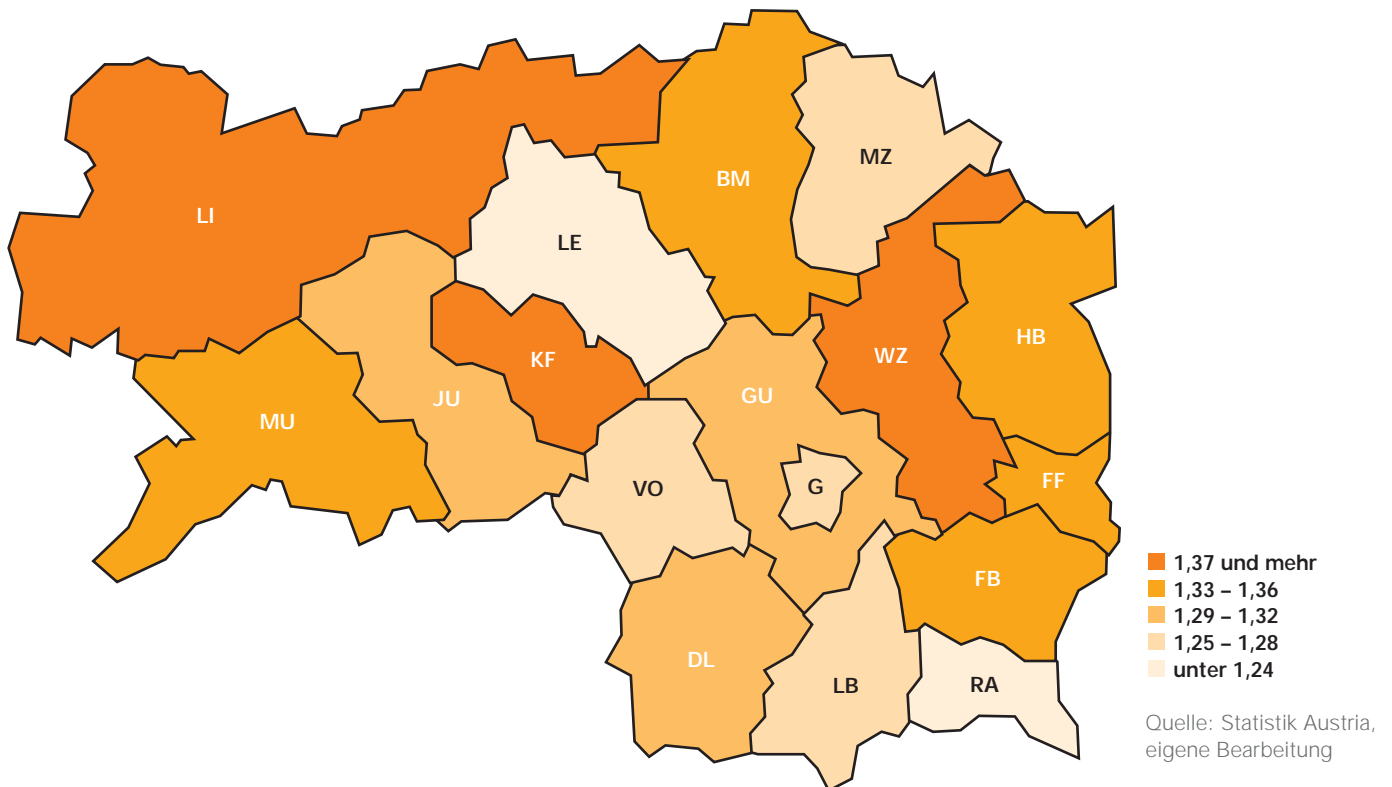 MZ
BM
LI
LE
HB
WZ
KF
GU
JU
MU
FF
G
VO
FB
DL
RA
LB
1,37 und mehr
1,33 – 1,36
1,29 – 1,32
1,25 – 1,28
unter 1,24
Quelle: Statistik Austria,
eigene Bearbeitung